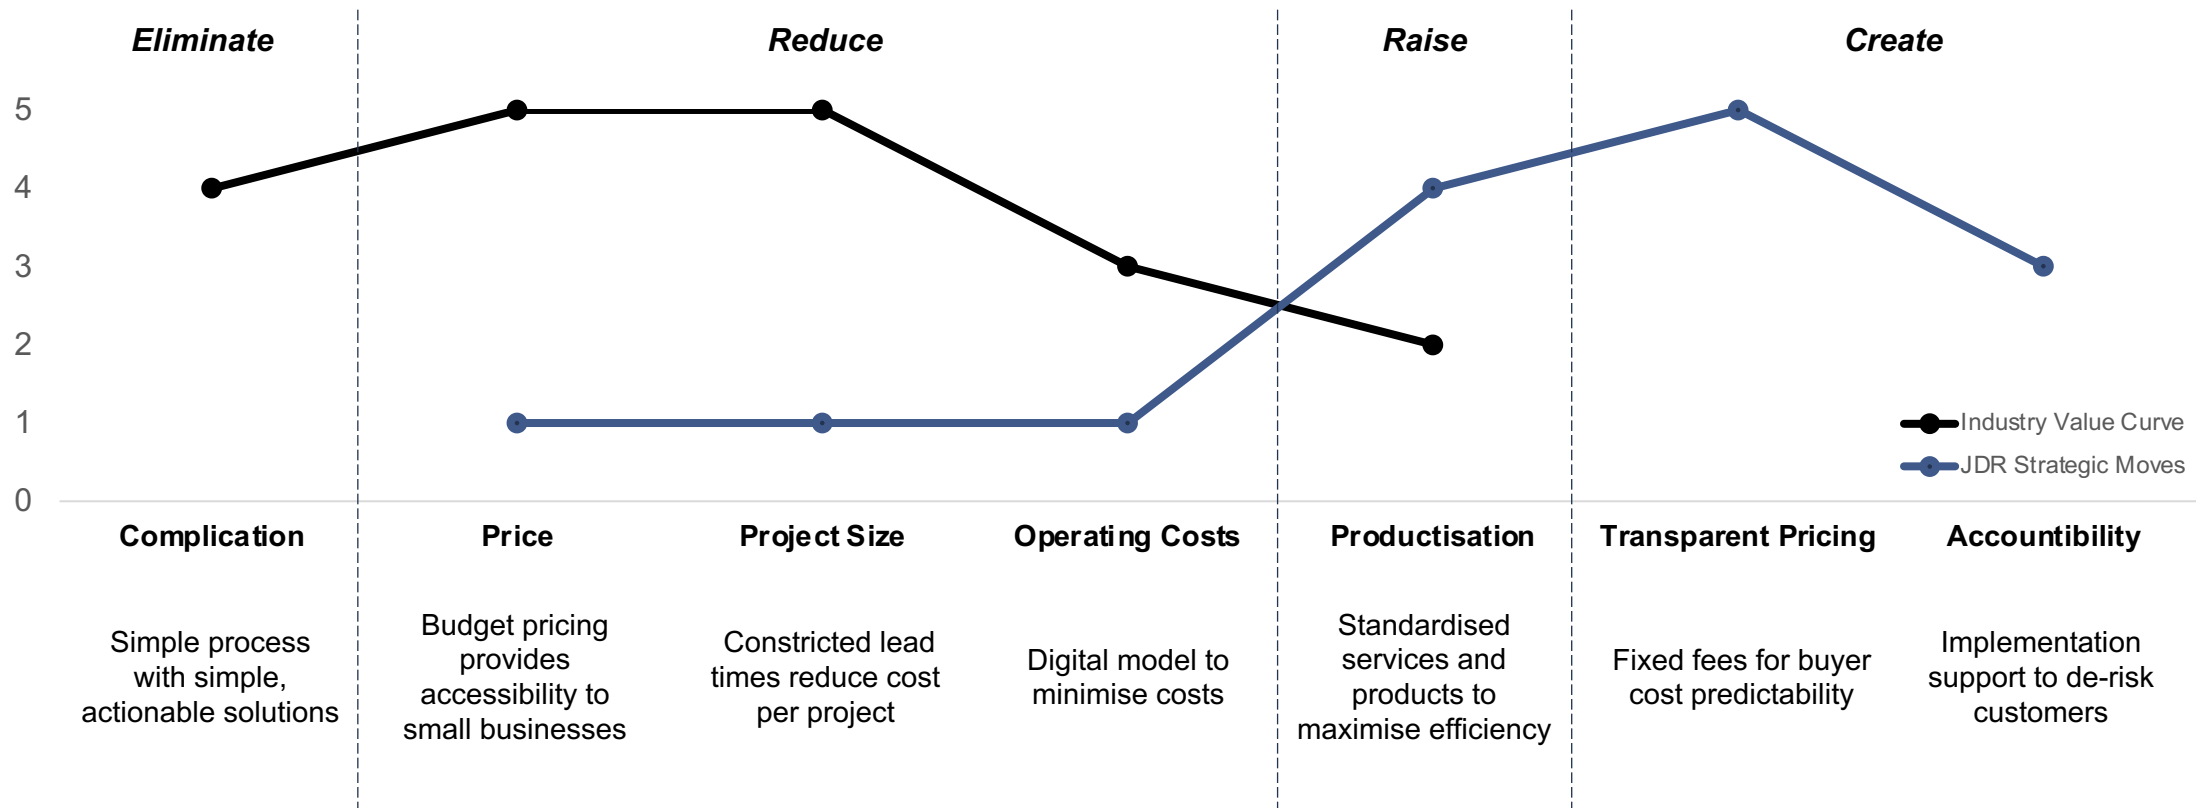 Eliminate
Reduce
Raise
Create
5
4
3
2
1
0
Industry Value Curve
JDR Strategic Moves
Complication
Price
Project Size
Operating Costs
Productisation
Transparent Pricing
Accountibility
Simple process
with simple,
actionable solutions
Budget pricing
provides
accessibility to
small businesses
Constricted lead
times reduce cost
per project
Digital model to
minimise costs
Standardised
services and
products to
maximise efficiency
Fixed fees for buyer
cost predictability
Implementation
support to de-risk
customers